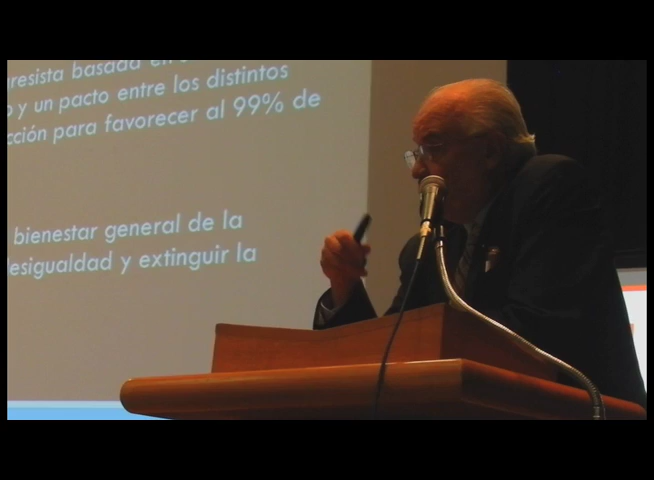 resista basada en
y un pacto entre los distintos
cción para favorecer al 99% de
bienestar general de la
desigualdad y extinguir la